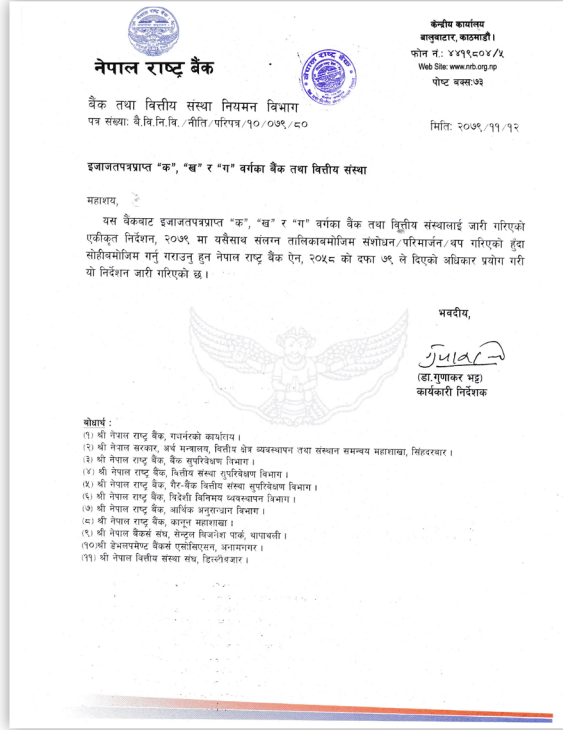 केन्द्रीय कार्यालय
बालुवाटार, काठमाडौं।
फोन नं.: ४४१९८०४/५
Web Site: www.nrb.org.np
पोष्ट बक्स:७३
नेपाल राष्ट्र बैंक
बैंक तथा वित्तीय संस्था नियमन विभाग
पत्र संख्या: बै.वि.नि.वि./नीति/परिपत्र/१०/०७९/८०
मिति: २०७९/११/१२
इजाजतपत्रप्राप्त “क”, “ख” र “ग” वर्गका बैंक तथा वित्तीय संस्था
महाशय,
यस बैंकबाट इजाजतपत्रप्राप्त “क”, “ख” र “ग” वर्गका बैंक तथा वित्तीय संस्थालाई जारी गरिएको
एकीकृत निर्देशन, २०७९ मा यसैसाथ संलग्न तालिकाबमोजिम संशोधन/परिमार्जन/थप गरिएको हुँदा
सोहीबमोजिम गर्नु गराउनु हुन नेपाल राष्ट्र बैंक ऐन, २०५८ को दफा ७९ ले दिएको अधिकार प्रयोग गरी
यो निर्देशन जारी गरिएको छ।
भवदीय,
(डा.गुणाकर भट्ट)
कार्यकारी निर्देशक
बोधार्थ :
(१) श्री नेपाल राष्ट्र बैंक, गभर्नरको कार्यालय।
(२) श्री नेपाल सरकार, अर्थ मन्त्रालय, वित्तीय क्षेत्र व्यवस्थापन तथा संस्थान समन्वय महाशाखा, सिंहदरबार।
(३) श्री नेपाल राष्ट्र बैंक, बैंक सुपरिवेक्षण विभाग।
(४) श्री नेपाल राष्ट्र बैंक, वित्तीय संस्था सुपरिवेक्षण विभाग।
(५) श्री नेपाल राष्ट्र बैंक, गैर-बैंक वित्तीय संस्था सुपरिवेक्षण विभाग।
(६) श्री नेपाल राष्ट्र बैंक, विदेशी विनिमय व्यवस्थापन विभाग।
(७) श्री नेपाल राष्ट्र बैंक, आर्थिक अनुसन्धान विभाग।
(८) श्री नेपाल राष्ट्र बैंक, कानून महाशाखा।
(९) श्री नेपाल बैंकर्स संघ, सेन्ट्रल बिजनेश पार्क, थापाथली।
(१०)श्री डेभलपमेण्ट बैंकर्स एसोसिएसन, अनामनगर।
(११) श्री नेपाल वित्तीय संस्था संघ, डिल्लीबजार।